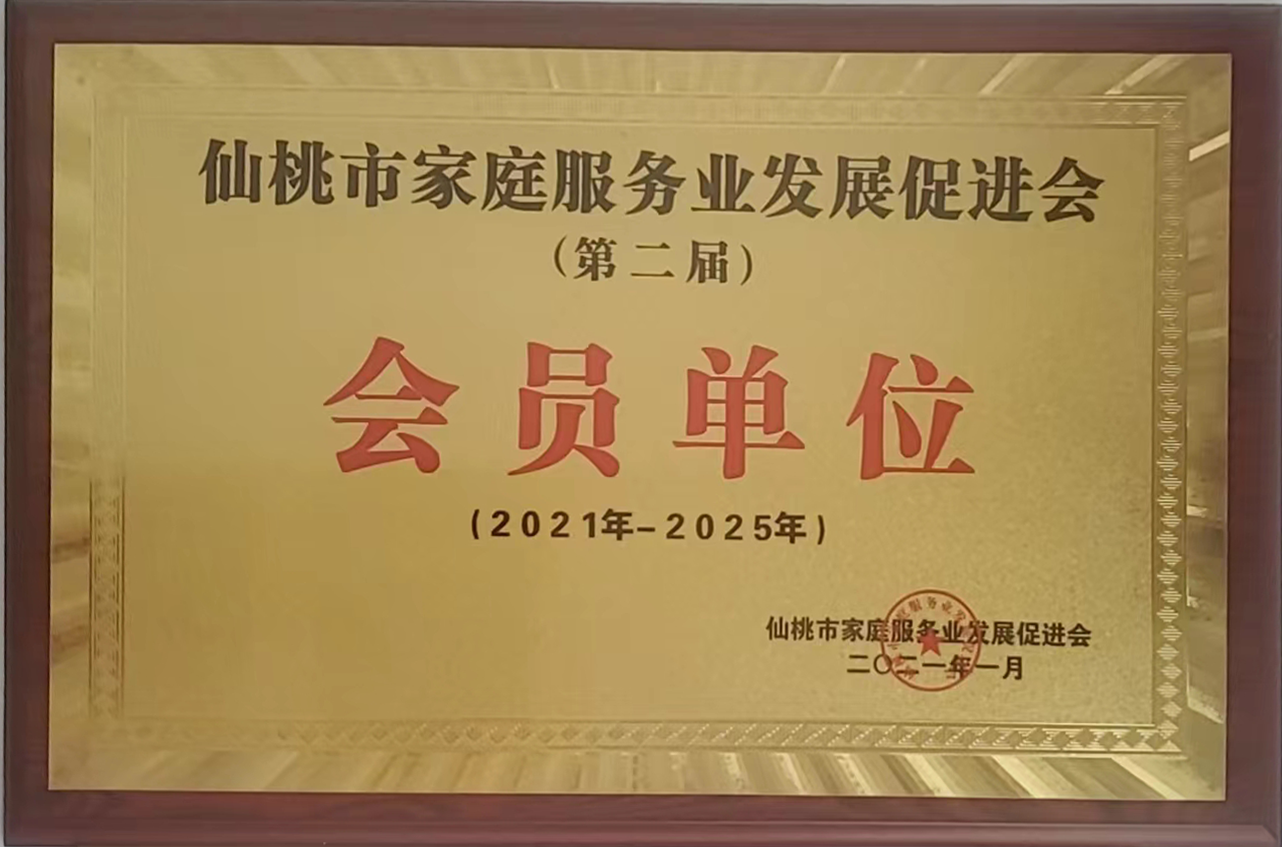 仙桃市家庭服务业发展促进会
（第二届）
会员单位
（2021年-2025年）
仙桃市家庭服务业发展促进会
二〇二一年一月